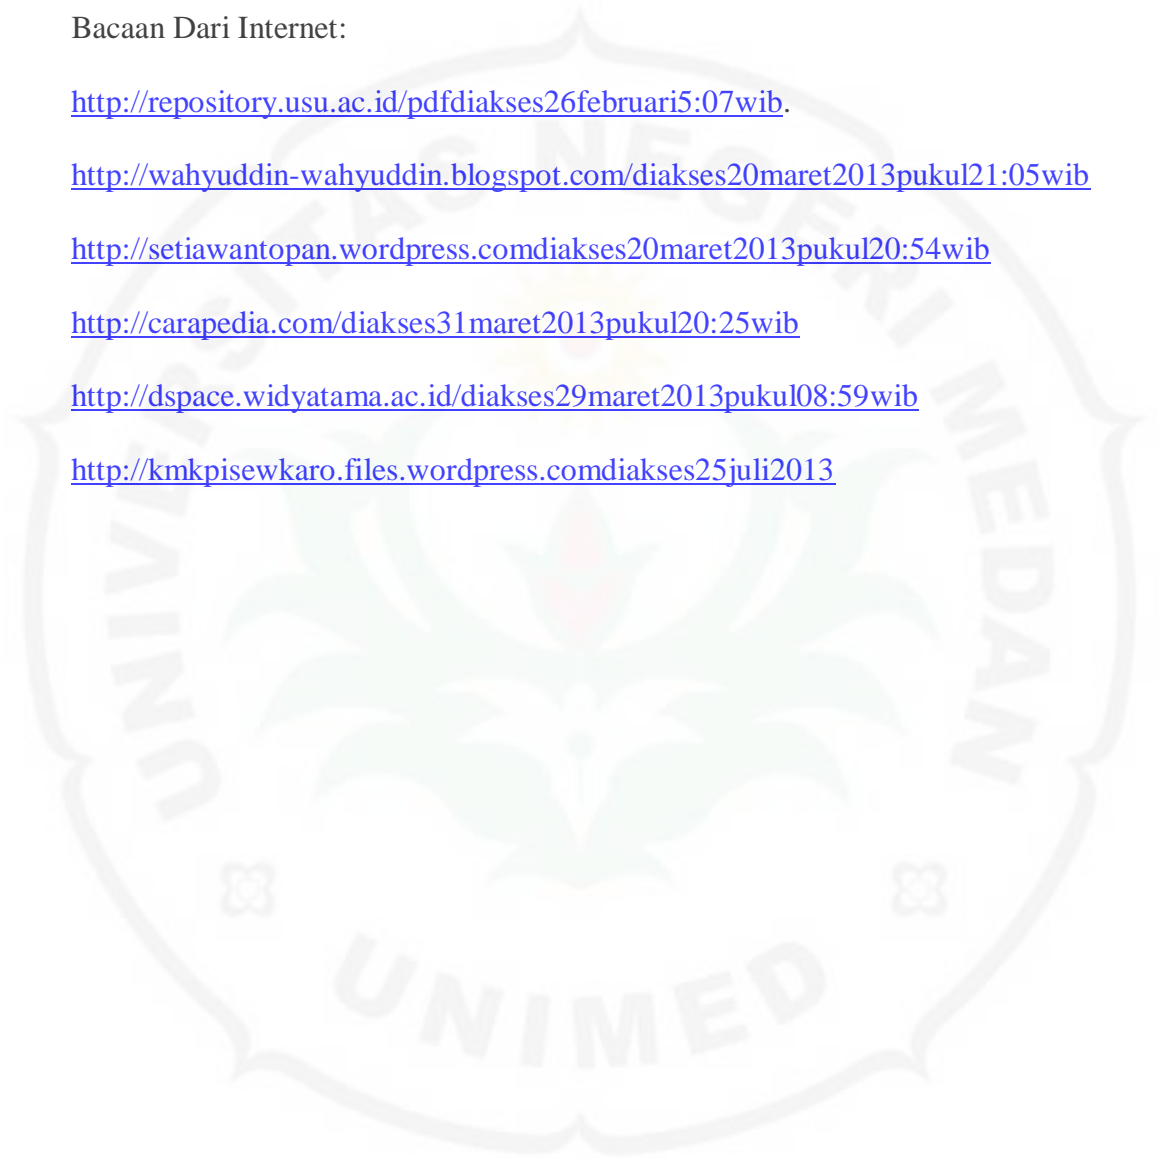 Bacaan Dari Internet:
http://repository.usu.ac.id/pdfdiakses26februari5:07wib.
http://wahyuddin-wahyuddin.blogspot.com/diakses20maret2013pukul21:05wib
http://setiawantopan.wordpress.comdiakses20maret2013pukul20:54wib
http://carapedia.com/diakses31maret2013pukul20:25wib
http://dspace.widyatama.ac.id/diakses29maret2013pukul08:59wib
http://kmkpisewkaro.files.wordpress.comdiakses25juli2013
UNIVERSITAS NEGERI MEDAN
UNIMED